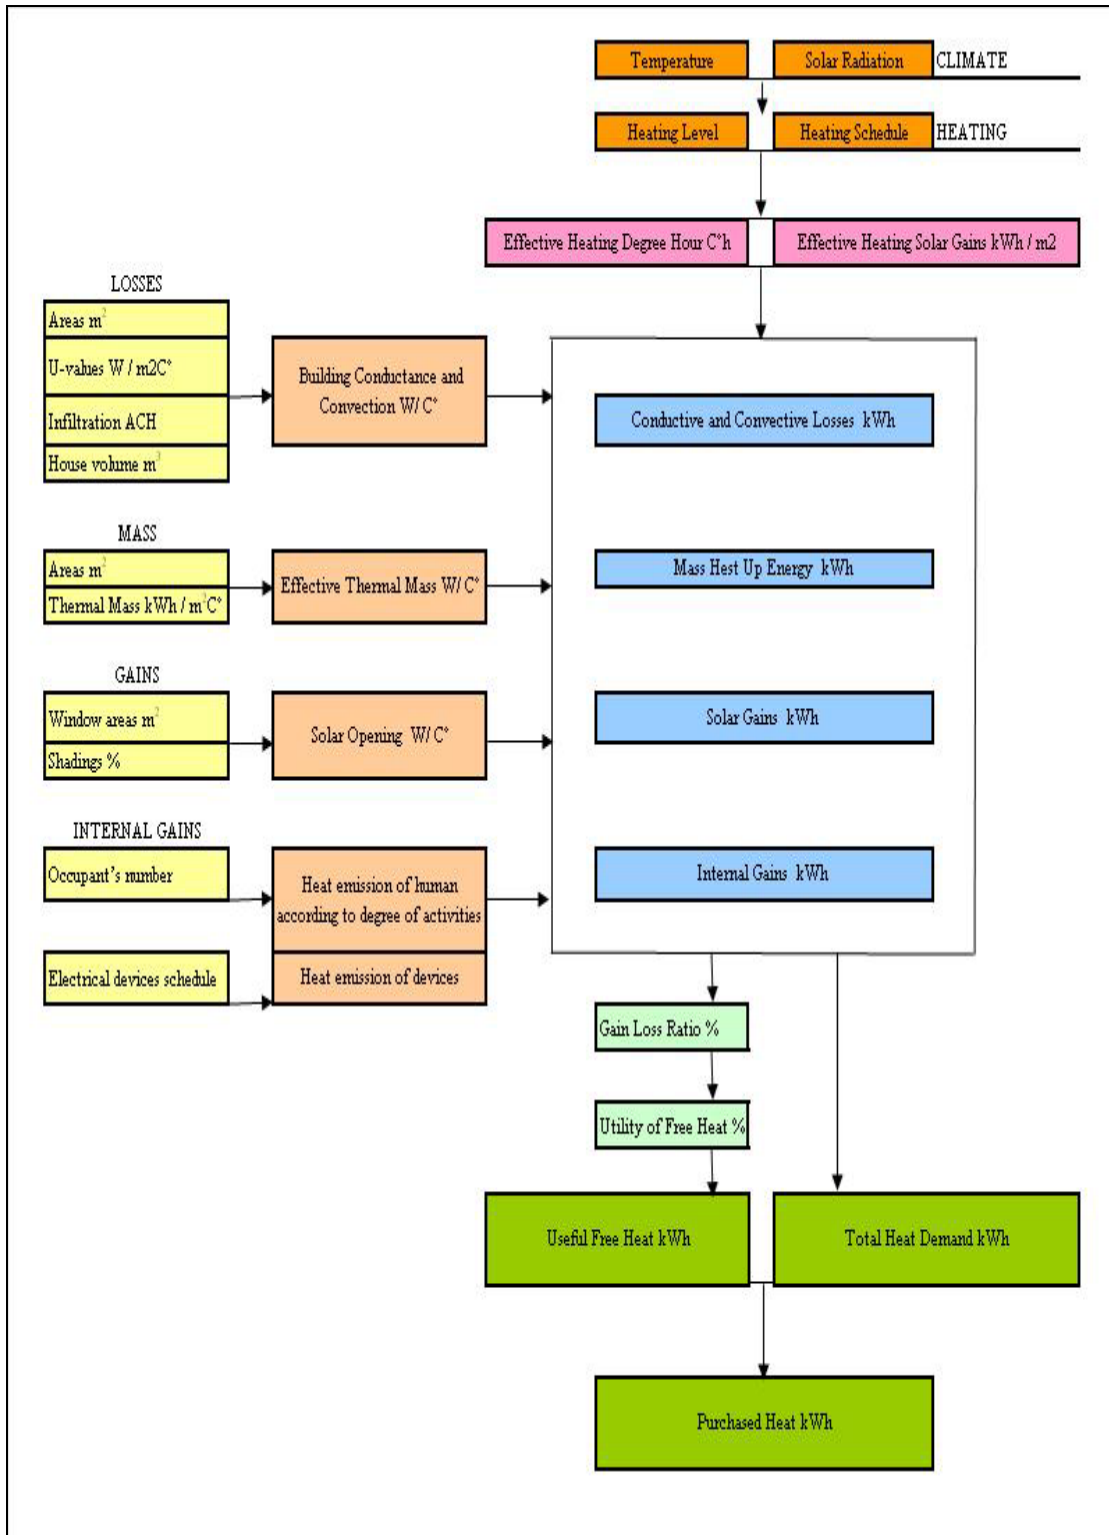 Temperature
Solar Radiation
CLIMATE
Heating Level
Heating Schedule
HEATING
Effective Heating Degree Hour C°h
Effective Heating Solar Gains kWh / m2
LOSSES
Areas m²
U-values W / m2C°
Infiltration ACH
House volume m³
Building Conductance and
Convection W/ C°
Conductive and Convective Losses kWh
MASS
Areas m²
Thermal Mass kWh / m²C°
Effective Thermal Mass W/ C°
Mass Hest Up Energy kWh
GAINS
Window areas m²
Shadings %
Solar Opening W/ C°
Solar Gains kWh
INTERNAL GAINS
Occupant's number
Electrical devices schedule
Heat emission of human
according to degree of activities
Heat emission of devices
Internal Gains kWh
Gain Loss Ratio %
Utility of Free Heat %
Useful Free Heat kWh
Total Heat Demand kWh
Purchased Heat kWh